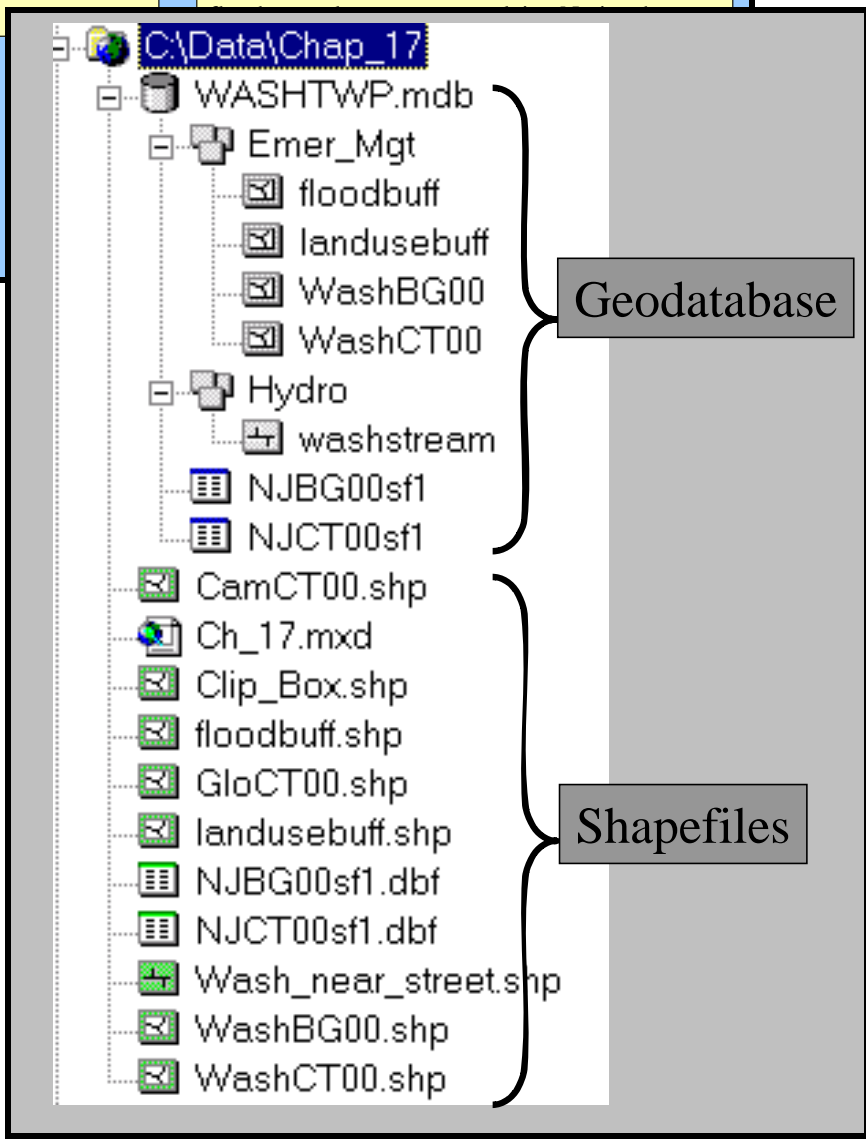 C:\Data\Chap_17
WASHTWP.mdb
Emer_Mgt
floodbuff
landusebuff
WashBG00
WashCT00
Hydro
washstream
NJBG00sf1
NJCT00sf1
Geodatabase
CamCT00.shp
Ch_17.mxd
Clip_Box.shp
floodbuff.shp
GloCT00.shp
landusebuff.shp
NJBG00sf1.dbf
NJCT00sf1.dbf
Wash_near_street.shp
WashBG00.shp
WashCT00.shp
Shapefiles